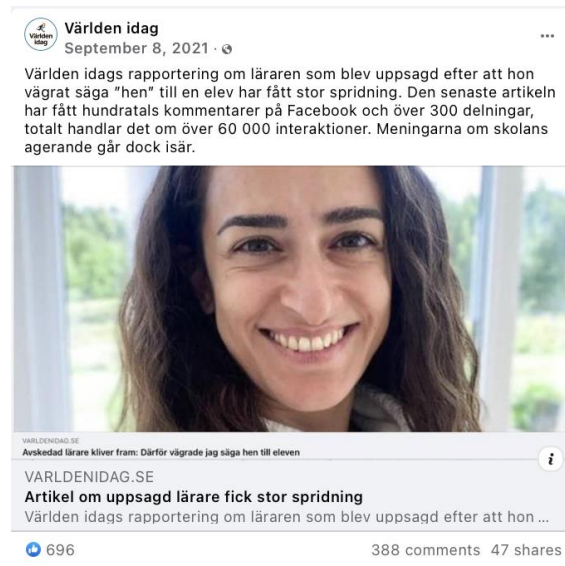 Världen idag
Världen
idag
September 8, 2021 ·
Världen idags rapportering om läraren som blev uppsagd efter att hon
vägrat säga ”hen” till en elev har fått stor spridning. Den senaste artikeln
har fått hundratals kommentarer på Facebook och över 300 delningar,
totalt handlar det om över 60 000 interaktioner. Meningarna om skolans
agerande går dock isär.
VARLDENIDAG.SE
Avskedad lärare kliver fram: Därför vägrade jag säga hen till eleven
i
VARLDENIDAG.SE
Artikel om uppsagd lärare fick stor spridning
Världen idags rapportering om läraren som blev uppsagd efter att hon ...
696
388 comments 47 shares